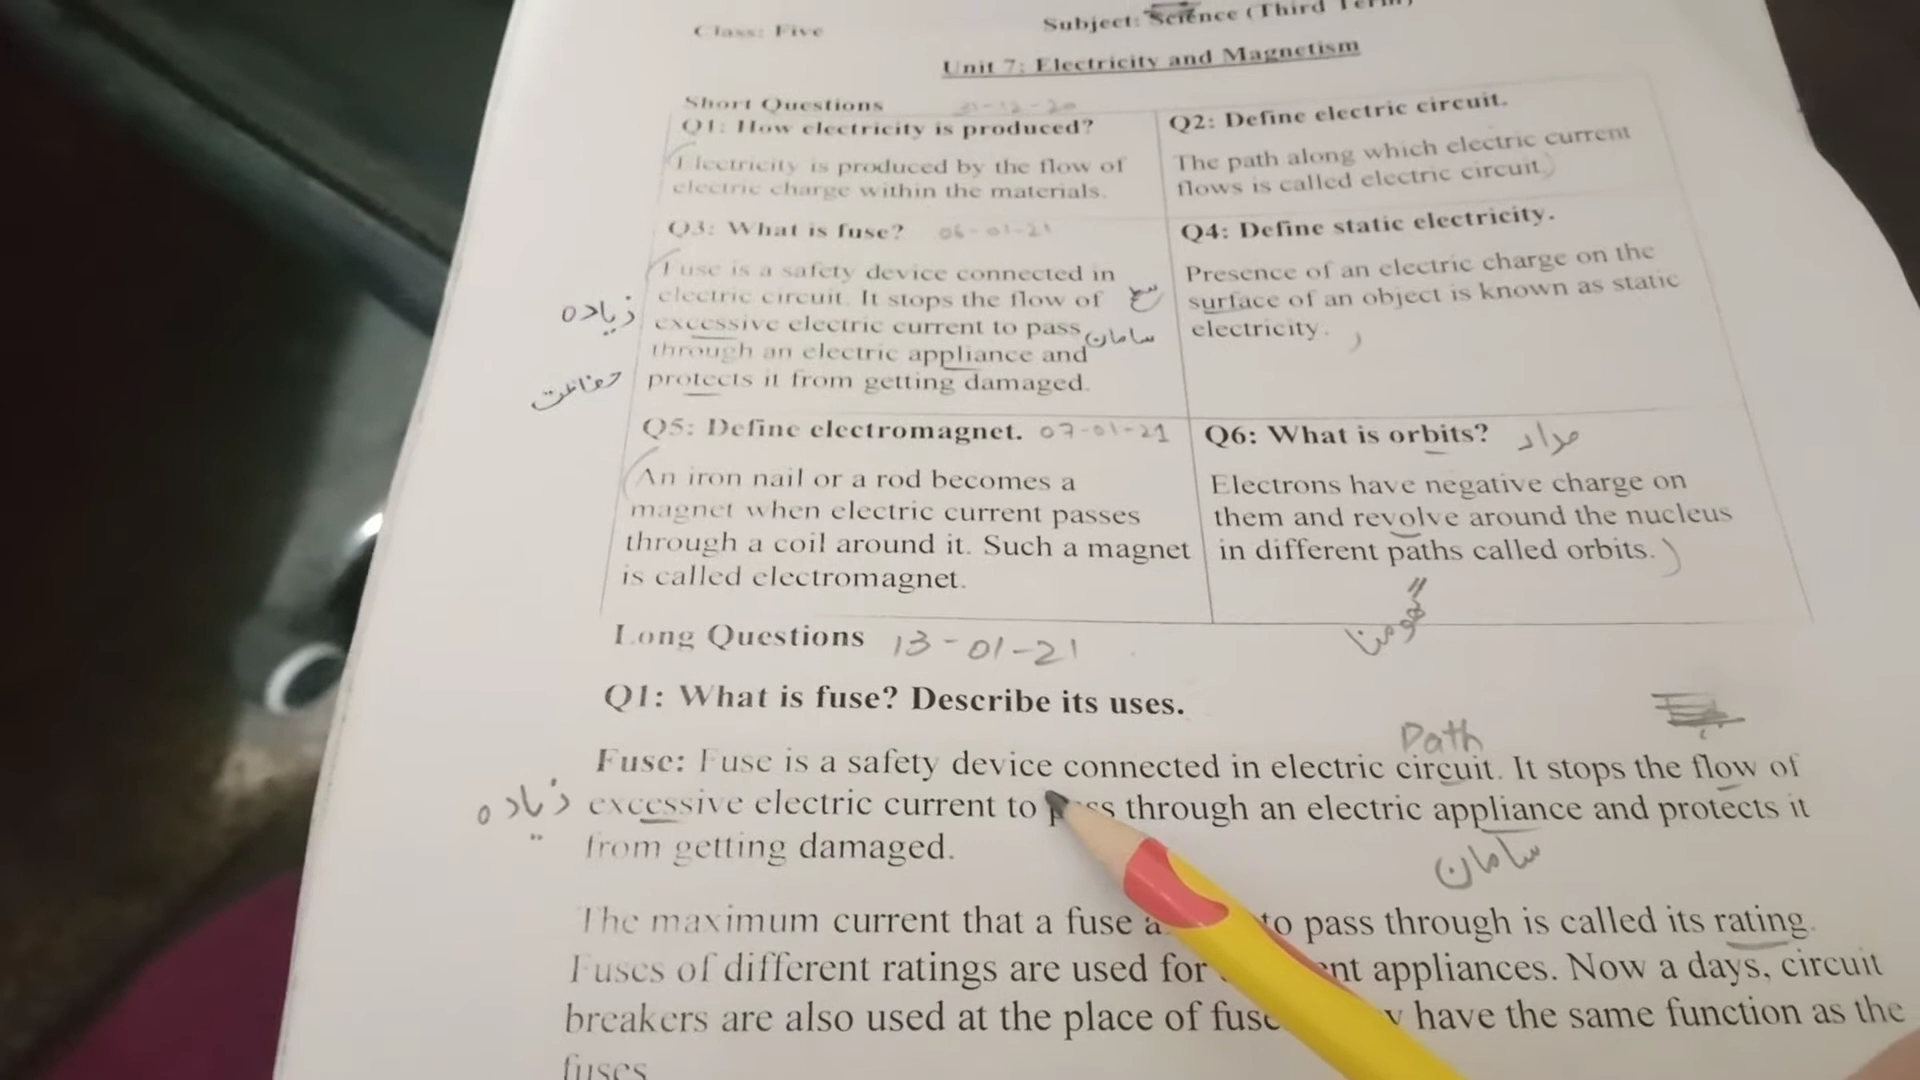 Class: Five
Subject: Science (Third Term)
Unit 7: Electricity and Magnetism
Short Questions 31-12-20
Q1: How electricity is produced?
Electricity is produced by the flow of
electric charge within the materials.
Q2: Define electric circuit.
The path along which electric current
flows is called electric circuit
Q3: What is fuse? 06-01-21
Fuse is a safety device connected in
electric circuit. It stops the flow of
زیادہ excessive electric current to pass سامان
through an electric appliance and
حفاظت protects it from getting damaged.
Q4: Define static electricity.
Presence of an electric charge on the
سطح surface of an object is known as static
electricity.
Q5: Define electromagnet. 07-01-21
An iron nail or a rod becomes a
magnet when electric current passes
through a coil around it. Such a magnet
is called electromagnet.
Q6: What is orbits? مدار
Electrons have negative charge on
them and revolve around the nucleus
in different paths called orbits.
گھومنا
Long Questions 13-01-21
Q1: What is fuse? Describe its uses.
Path
Fuse: Fuse is a safety device connected in electric circuit. It stops the flow of
زیادہ excessive electric current to pass through an electric appliance and protects it
سامان
from getting damaged.
The maximum current that a fuse to pass through is called its rating.
Fuses of different ratings are used for appliances. Now a days, circuit
breakers are also used at the place of fuse have the same function as the
fuses